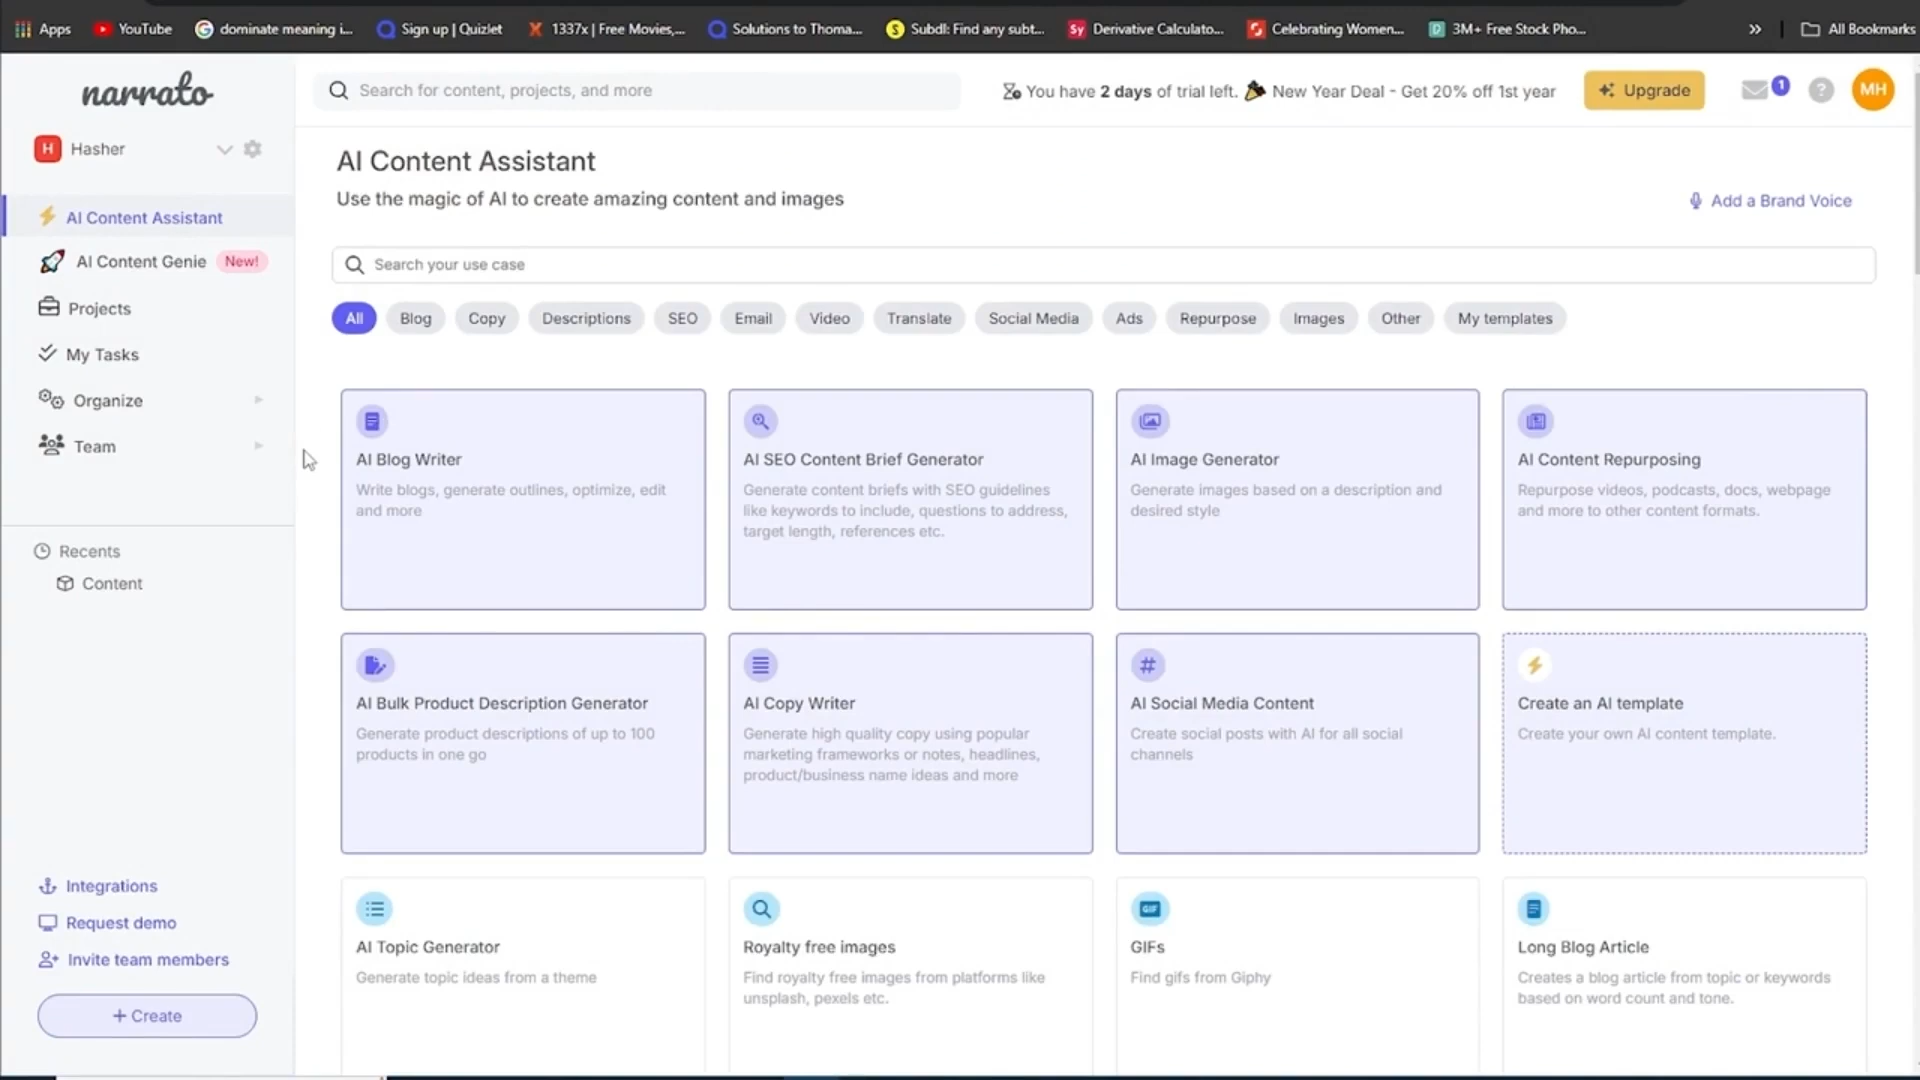 Apps
YouTube
dominate meaning i...
Sign up | Quizlet
1337x | Free Movies,...
Solutions to Thoma...
Subdl: Find any subt...
Sy
Derivative Calculato...
Celebrating Women...
3M+ Free Stock Pho...
»
All Bookmarks
narrato
Search for content, projects, and more
You have 2 days of trial left.
New Year Deal - Get 20% off 1st year
Upgrade
1
?
MH
H
Hasher
AI Content Assistant
AI Content Genie
New!
Projects
My Tasks
Organize
Team
Recents
Content
Integrations
Request demo
Invite team members
+ Create
AI Content Assistant
Use the magic of AI to create amazing content and images
Add a Brand Voice
Search your use case
All
Blog
Copy
Descriptions
SEO
Email
Video
Translate
Social Media
Ads
Repurpose
Images
Other
My templates
AI Blog Writer
Write blogs, generate outlines, optimize, edit
and more
AI SEO Content Brief Generator
Generate content briefs with SEO guidelines
like keywords to include, questions to address,
target length, references etc.
AI Image Generator
Generate images based on a description and
desired style
AI Content Repurposing
Repurpose videos, podcasts, docs, webpage
and more to other content formats.
AI Bulk Product Description Generator
Generate product descriptions of up to 100
products in one go
AI Copy Writer
Generate high quality copy using popular
marketing frameworks or notes, headlines,
product/business name ideas and more
#
AI Social Media Content
Create social posts with AI for all social
channels
Create an AI template
Create your own AI content template.
AI Topic Generator
Generate topic ideas from a theme
Royalty free images
Find royalty free images from platforms like
unsplash, pexels etc.
GIF
GIFs
Find gifs from Giphy
Long Blog Article
Creates a blog article from topic or keywords
based on word count and tone.